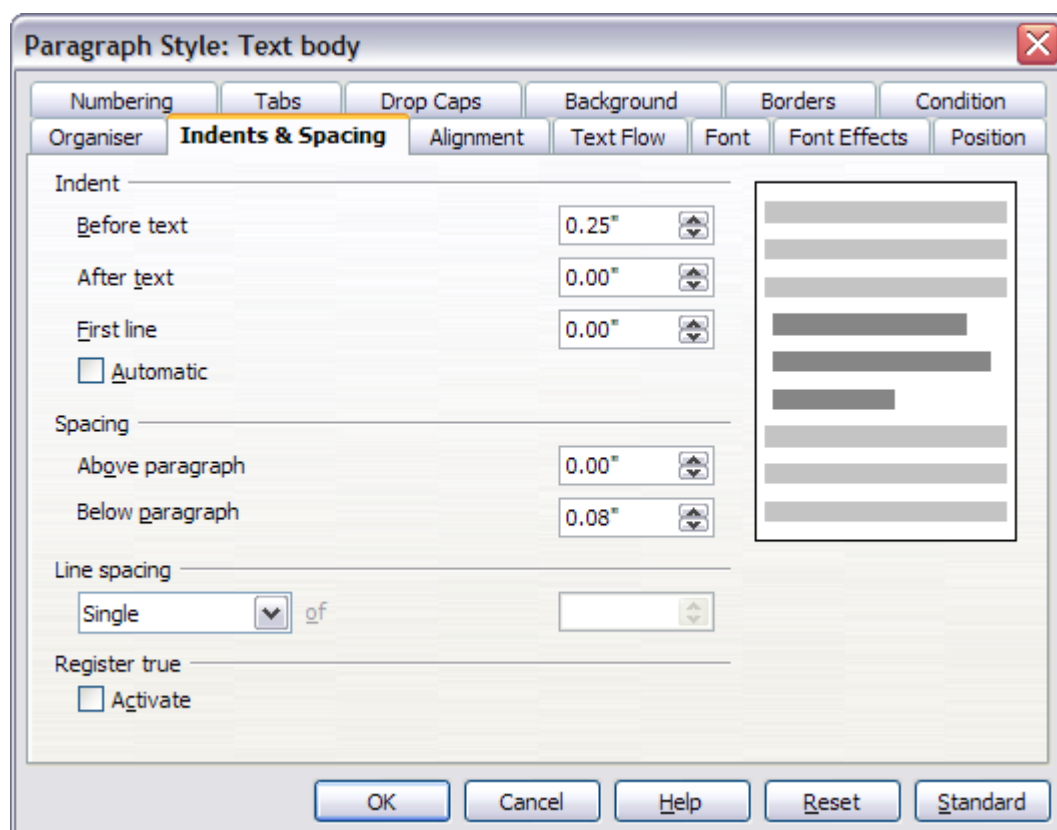 Paragraph Style: Text body
Numbering Tabs Drop Caps Background Borders Condition
Organiser Indents & Spacing Alignment Text Flow Font Font Effects Position
Indent
Before text 0.25"
After text 0.00"
First line 0.00"
Automatic
Spacing
Above paragraph 0.00"
Below paragraph 0.08"
Line spacing
Single of
Register true
Activate
OK Cancel Help Reset Standard